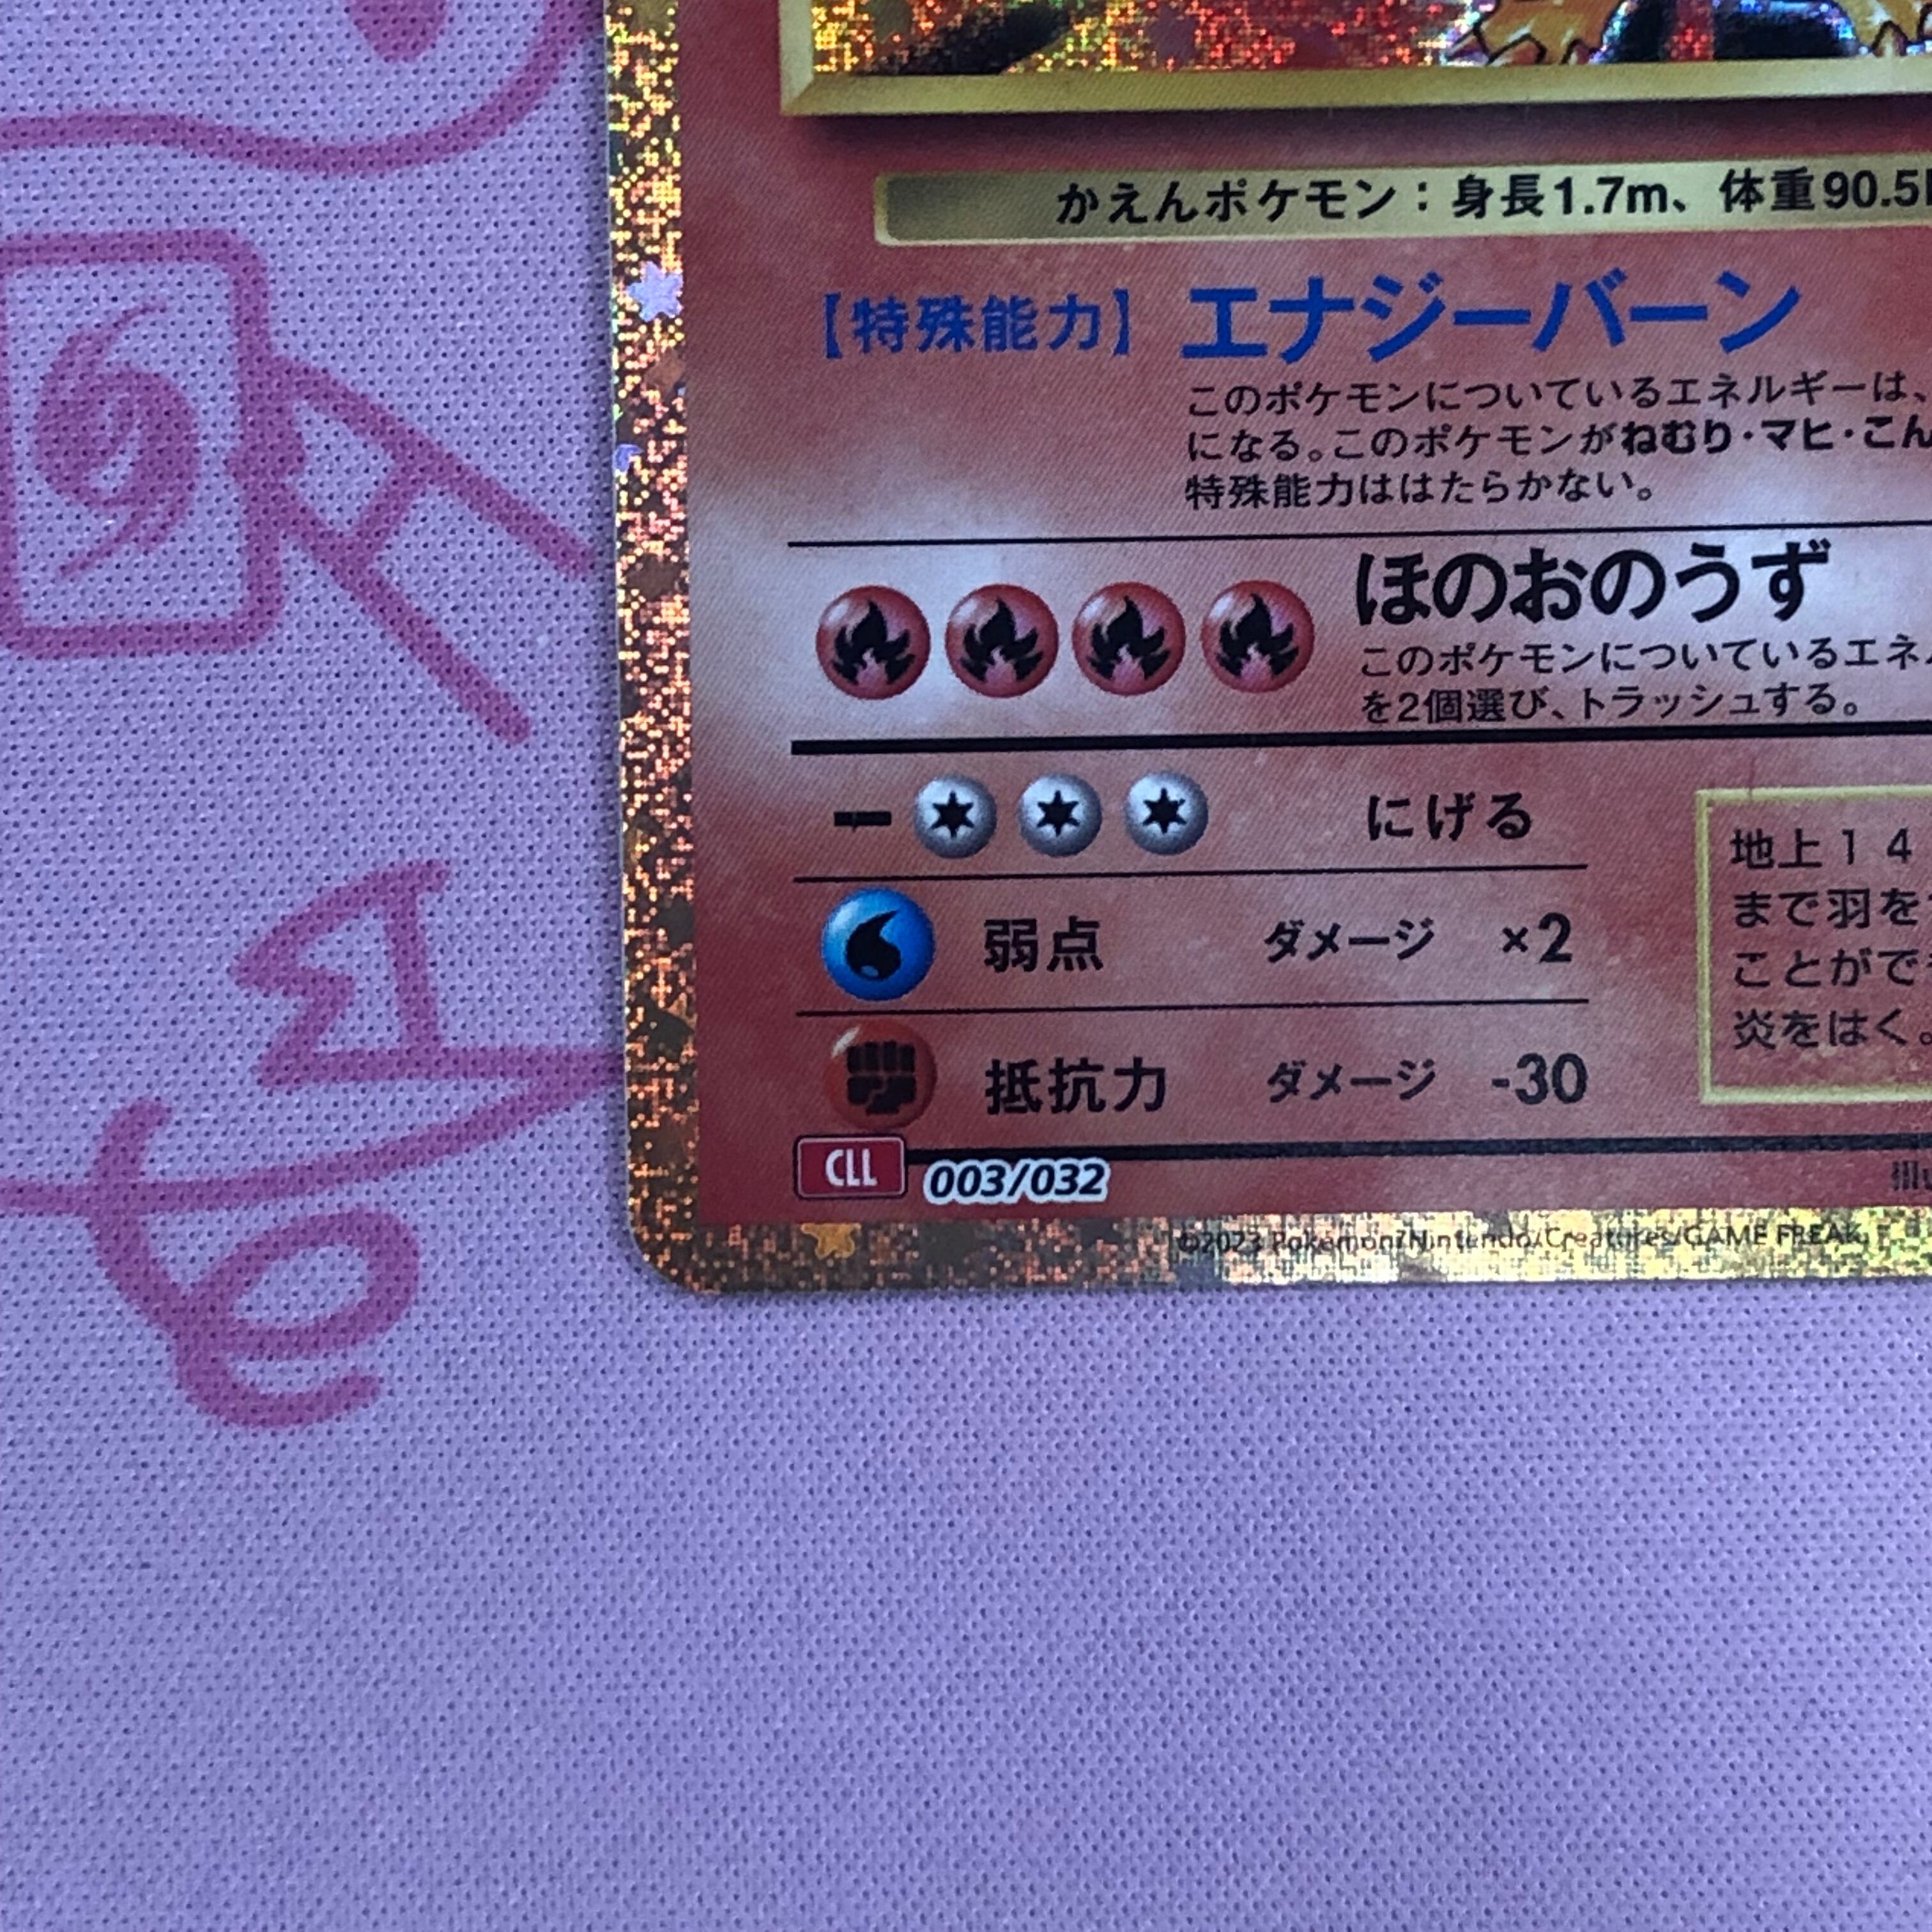 かえんポケモン：身長1.7m、体重90.5
【特殊能力】 エナジーバーン
このポケモンについているエネルギーは、
になる。このポケモンがねむり・マヒ・こん
特殊能力ははたらかない。
ほのおのうず
このポケモンについているエネ
を2個選び、トラッシュする。
にげる
弱点 ダメージ ×2
抵抗力 ダメージ -30
地上14
まで羽を
ことがで
炎をはく。
CLL 003/032
Illu
©2023 Pokémon/Nintendo/Creatures/GAME FREAK.